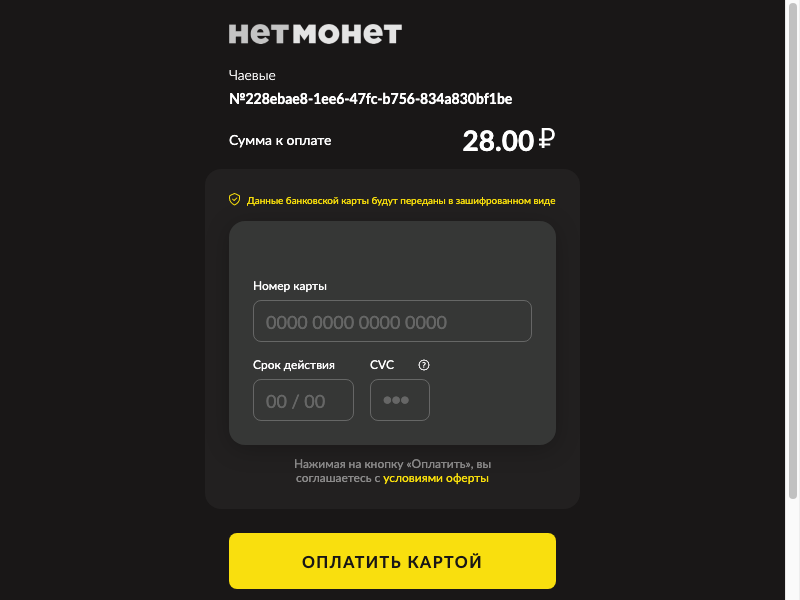 нетмонет
Чаевые
№228ebae8-1ee6-47fc-b756-834a830bf1be
Сумма к оплате
28.00 ₽
Данные банковской карты будут переданы в зашифрованном виде
Номер карты
0000 0000 0000 0000
Срок действия
CVC
?
00 / 00
•••
Нажимая на кнопку «Оплатить», вы
соглашаетесь с условиями оферты
ОПЛАТИТЬ КАРТОЙ